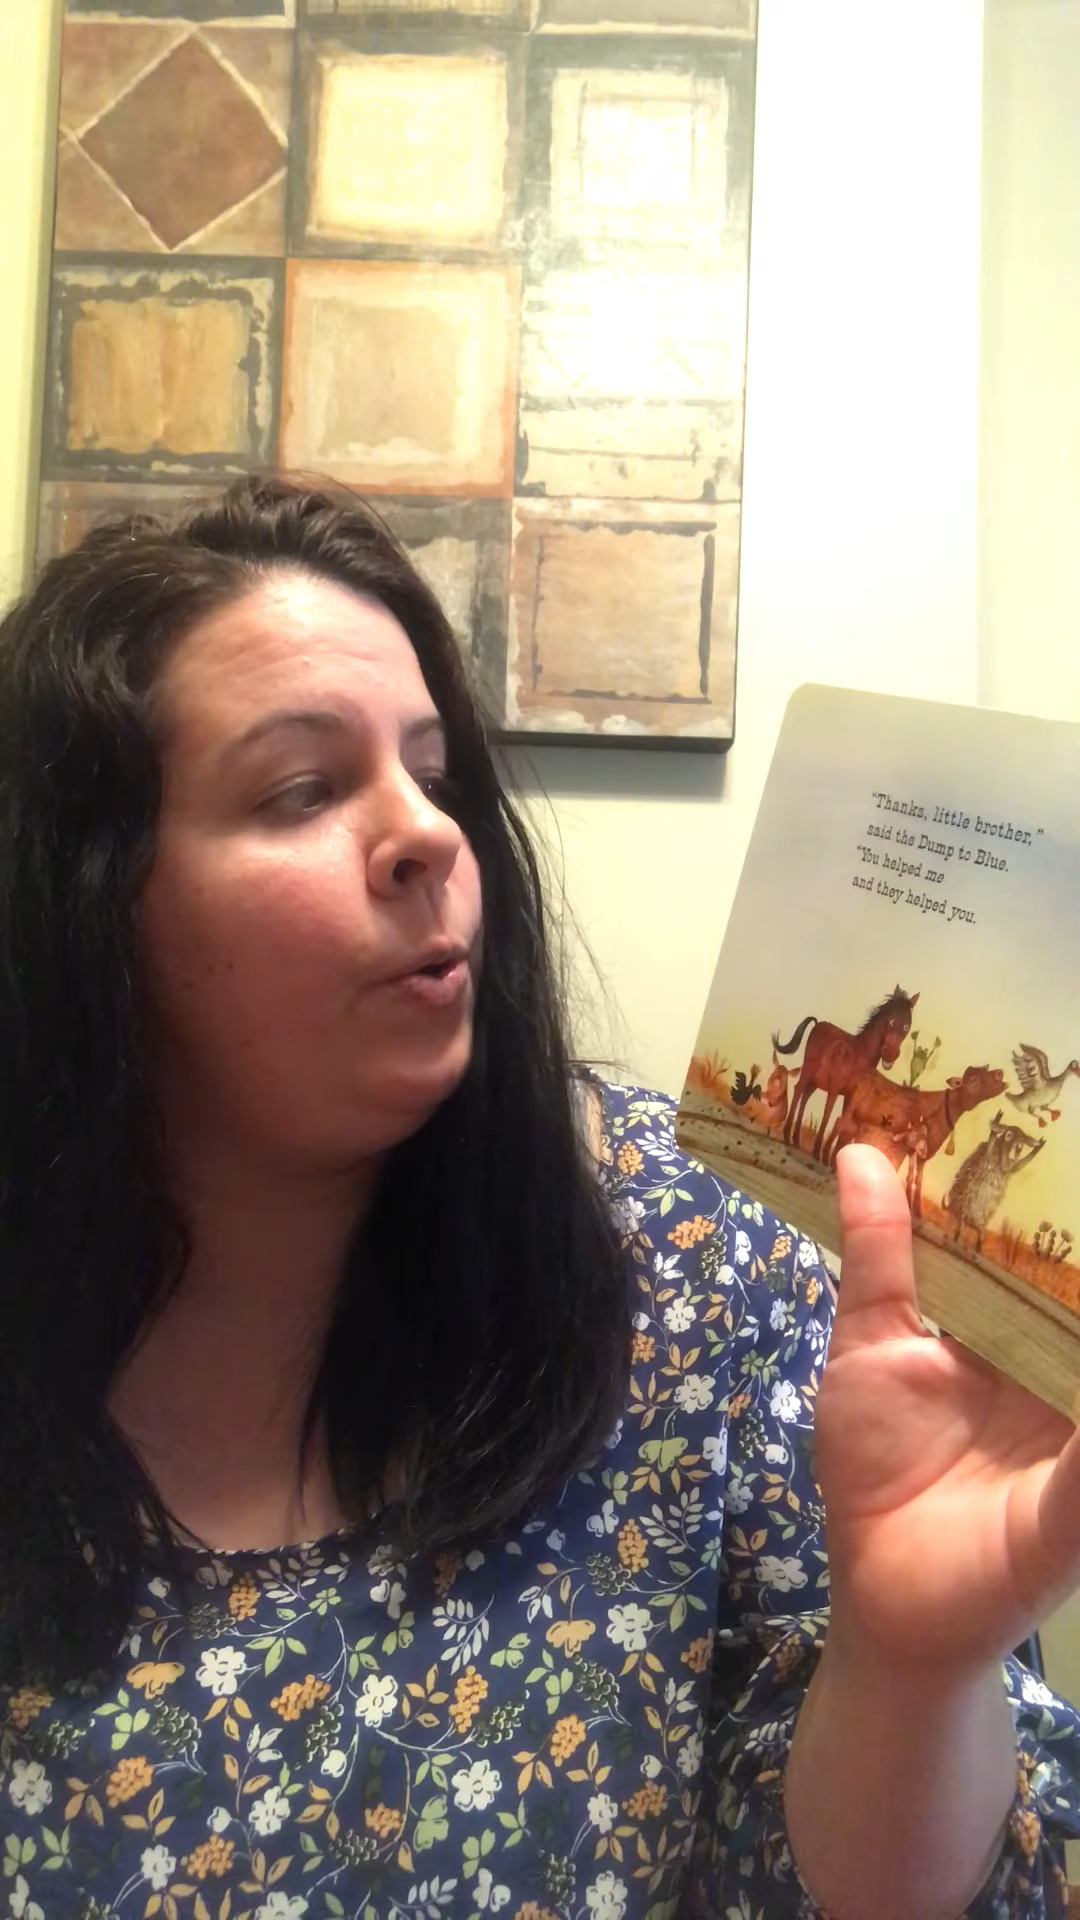 "Thanks, little brother,"
said the Dump to Blue.
"You helped me
and they helped you.